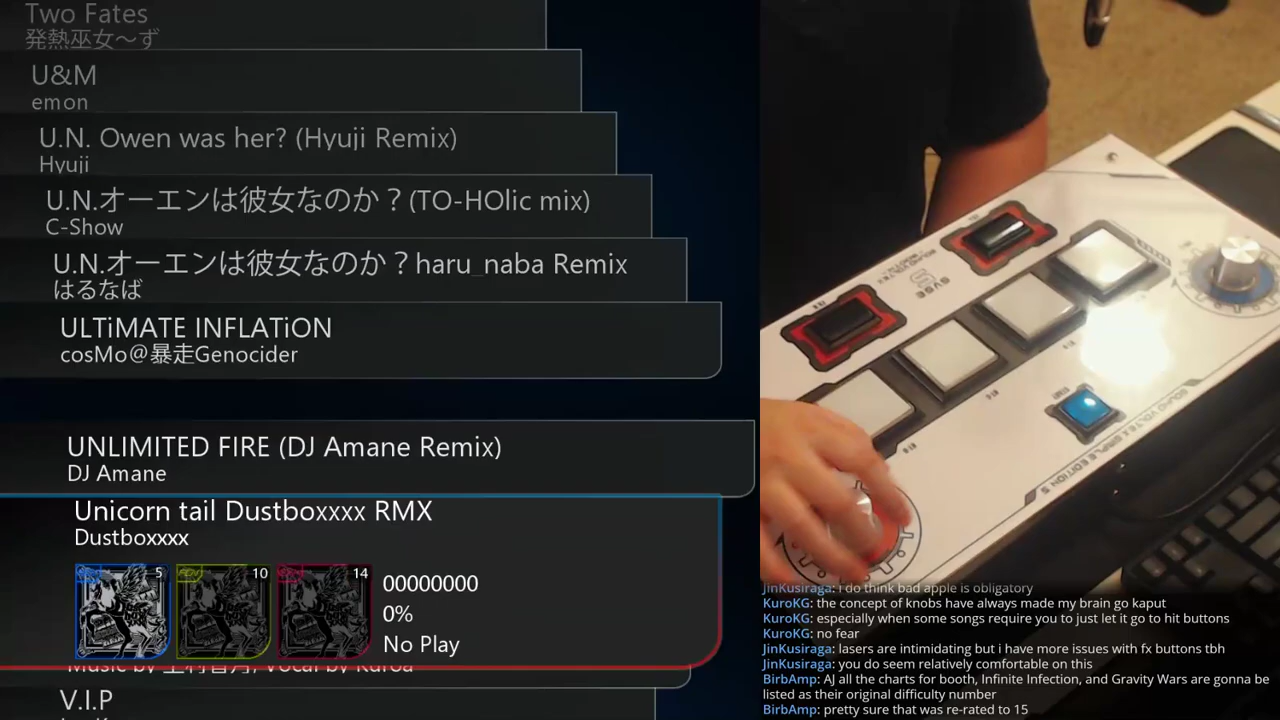 Two Fates
発熱巫女～ず
U&M
emon
U.N. Owen was her? (Hyuji Remix)
Hyuji
U.N.オーエンは彼女なのか？(TO-HOlic mix)
C-Show
U.N.オーエンは彼女なのか？haru_naba Remix
はるなば
ULTiMATE INFLATiON
cosMo＠暴走Genocider
UNLIMITED FIRE (DJ Amane Remix)
DJ Amane
Unicorn tail Dustboxxxx RMX
Dustboxxxx
5
10
14
00000000
0%
No Play
V.I.P
START
SOUND VOLTEX SIMPLE EDITION S
SVSE
JinKusiraga: i do think bad apple is obligatory
KuroKG: the concept of knobs have always made my brain go kaput
KuroKG: especially when some songs require you to just let it go to hit buttons
KuroKG: no fear
JinKusiraga: lasers are intimidating but i have more issues with fx buttons tbh
JinKusiraga: you do seem relatively comfortable on this
BirbAmp: AJ all the charts for booth, Infinite Infection, and Gravity Wars are gonna be
listed as their original difficulty number
BirbAmp: pretty sure that was re-rated to 15